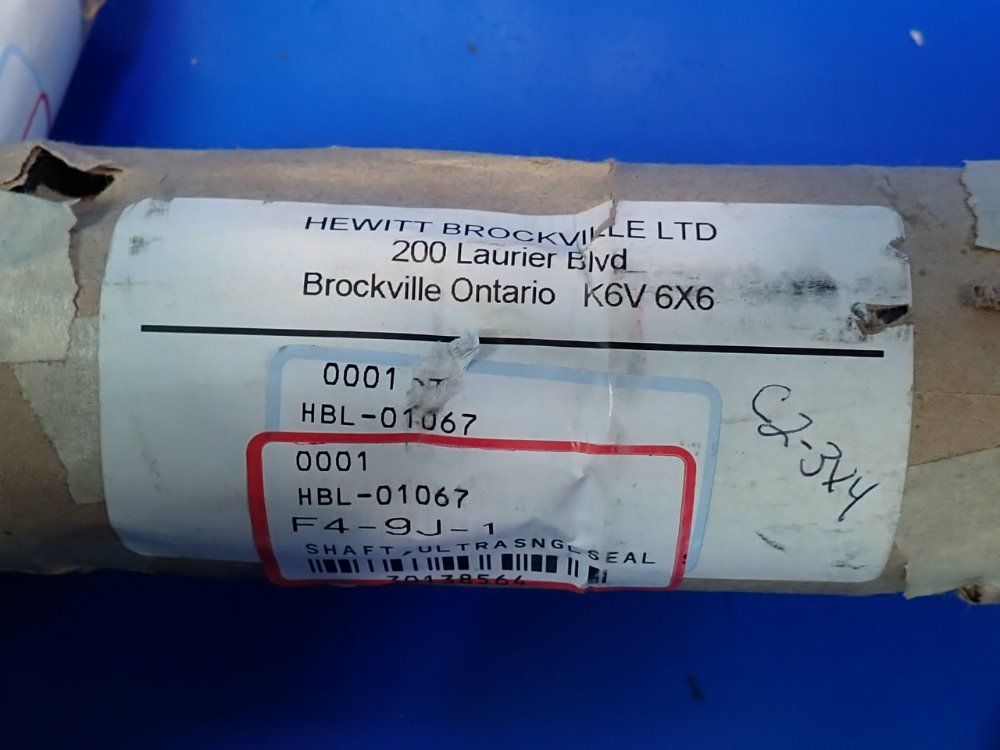 HEWITT BROCKVILLE LTD
200 Laurier Blvd
Brockville Ontario K6V 6X6
0001
HBL-01067
0001
HBL-01067
F4-9J-1
SHAFT,ULTRASNGLSEAL
30138564